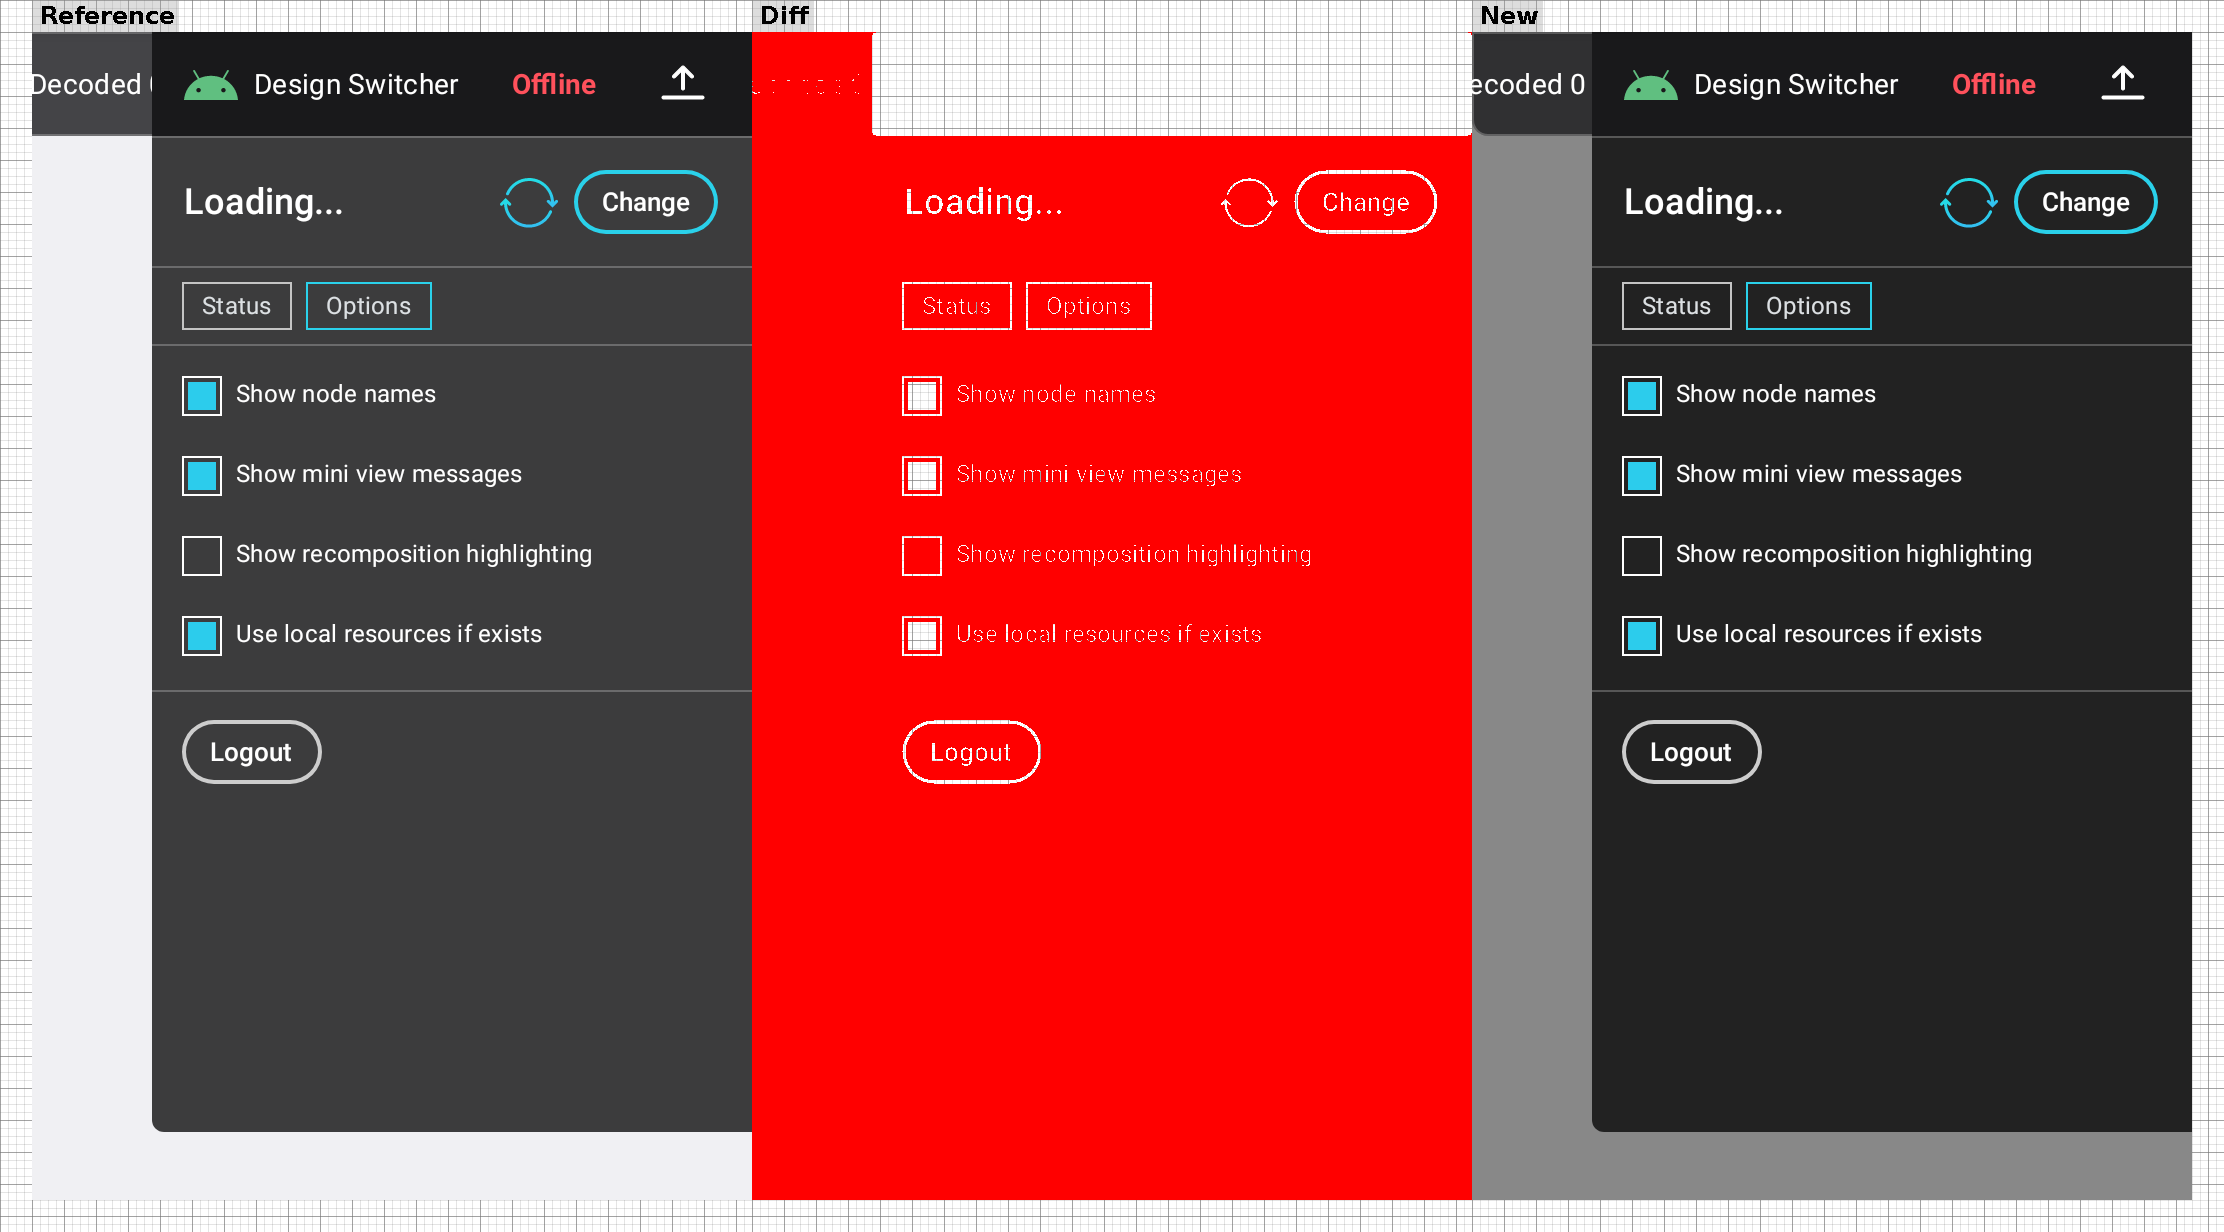 Reference
Decoded
Design Switcher
Offline
Loading...
Change
Status
Options
Show node names
Show mini view messages
Show recomposition highlighting
Use local resources if exists
Logout
Diff
Loading...
Change
Status
Options
Show node names
Show mini view messages
Show recomposition highlighting
Use local resources if exists
Logout
New
ecoded 0
Design Switcher
Offline
Loading...
Change
Status
Options
Show node names
Show mini view messages
Show recomposition highlighting
Use local resources if exists
Logout